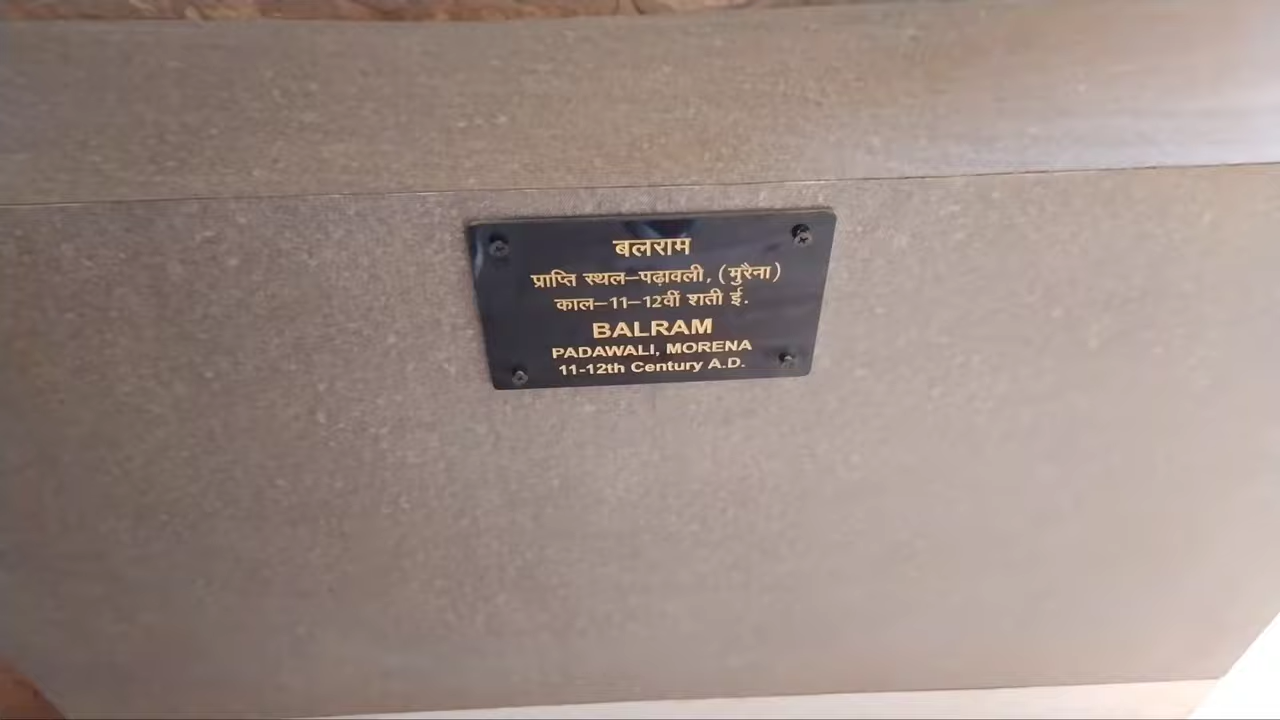 बलराम
प्राप्ति स्थल–पढ़ावली, (मुरैना)
काल–11–12वीं शती ई.
BALRAM
PADAWALI, MORENA
11-12th Century A.D.